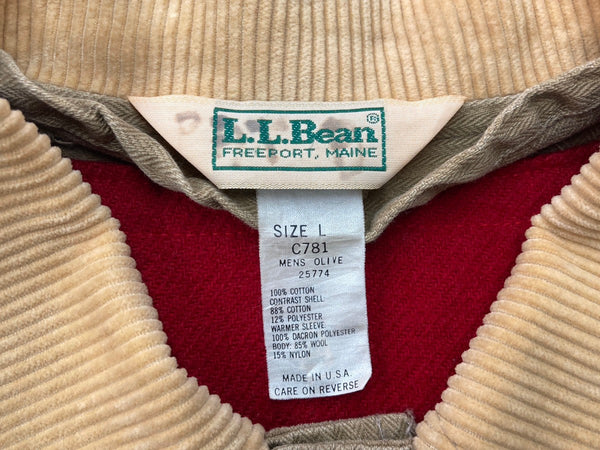 L.L.Bean ®
FREEPORT, MAINE
SIZE L
C781
MENS OLIVE
25774
100% COTTON
CONTRAST SHELL
88% COTTON
12% POLYESTER
WARMER SLEEVE
100% DACRON POLYESTER
BODY: 85% WOOL
15% NYLON
MADE IN U.S.A.
CARE ON REVERSE